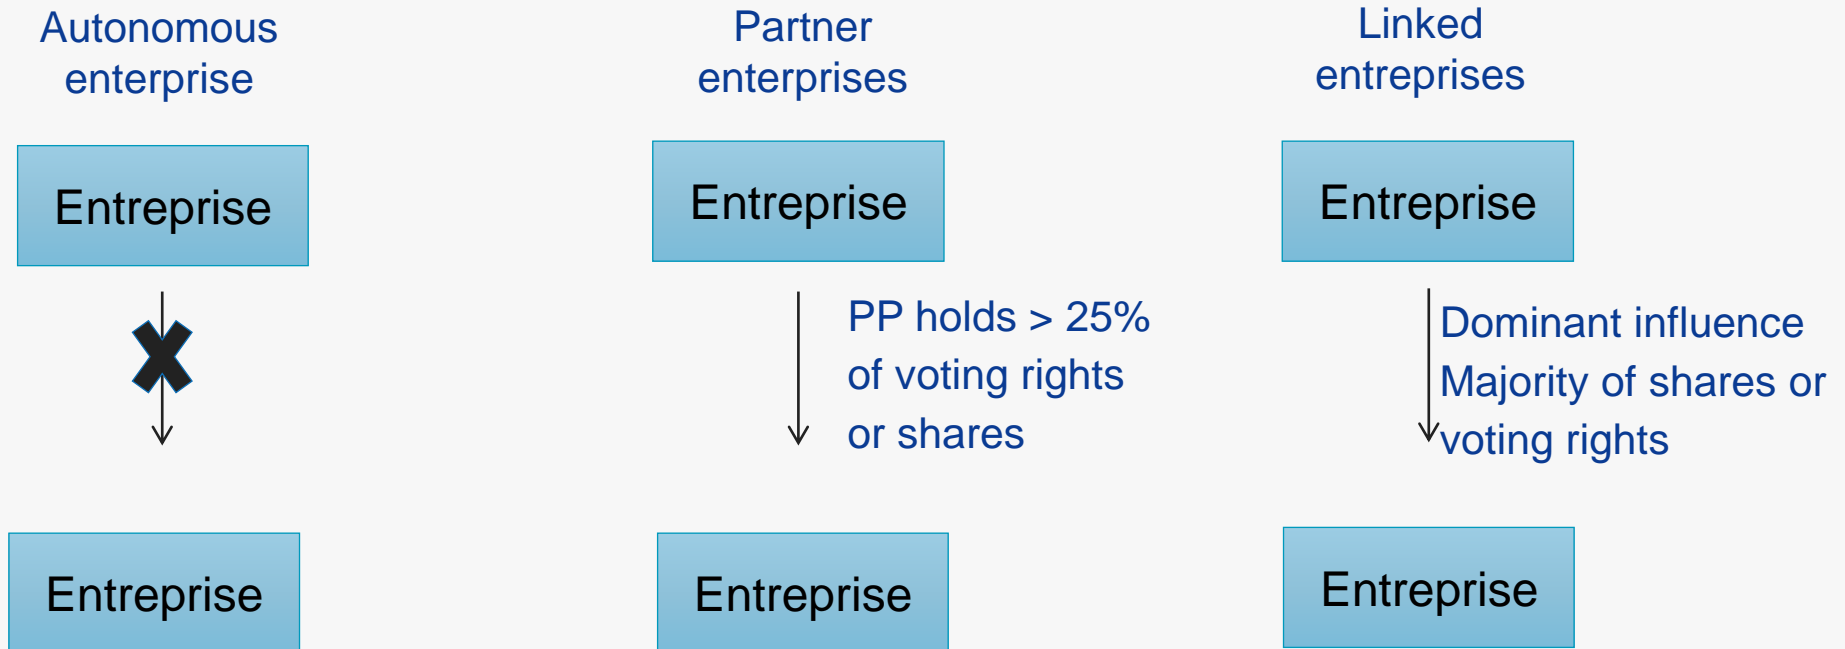 Autonomous
enterprise
Entreprise
Entreprise
Partner
enterprises
Entreprise
PP holds > 25%
of voting rights
or shares
Entreprise
Linked
entreprises
Entreprise
Dominant influence
Majority of shares or
voting rights
Entreprise